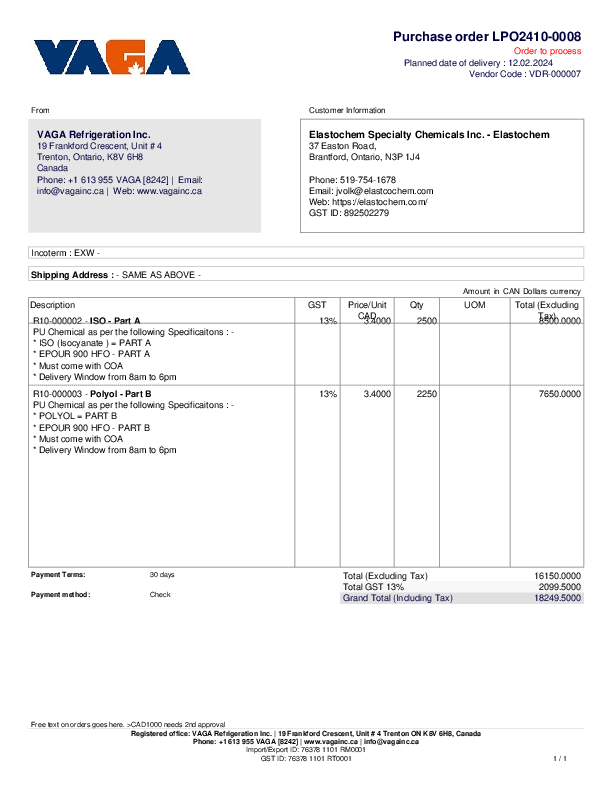 VAGA
Purchase order LPO2410-0008
Order to process
Planned date of delivery : 12.02.2024
Vendor Code : VDR-000007
From
VAGA Refrigeration Inc.
19 Frankford Crescent, Unit # 4
Trenton, Ontario, K8V 6H8
Canada
Phone: +1 613 955 VAGA [8242] | Email:
info@vagainc.ca | Web: www.vagainc.ca
Customer Information
Elastochem Specialty Chemicals Inc. - Elastochem
37 Easton Road,
Brantford, Ontario, N3P 1J4
Phone: 519-754-1678
Email: jvolk@elastcochem.com
Web: https://elastochem.com/
GST ID: 892502279
Incoterm : EXW -
Shipping Address : - SAME AS ABOVE -
Amount in CAN Dollars currency
Description GST Price/Unit CAD Qty UOM Total (Excluding Tax)
R10-000002 - ISO - Part A 13% 3.4000 2500 8500.0000
PU Chemical as per the following Specificaitons : -
* ISO (Isocyanate ) = PART A
* EPOUR 900 HFO - PART A
* Must come with COA
* Delivery Window from 8am to 6pm
R10-000003 - Polyol - Part B 13% 3.4000 2250 7650.0000
PU Chemical as per the following Specificaitons : -
* POLYOL = PART B
* EPOUR 900 HFO - PART B
* Must come with COA
* Delivery Window from 8am to 6pm
Payment Terms: 30 days
Payment method: Check
Total (Excluding Tax) 16150.0000
Total GST 13% 2099.5000
Grand Total (Including Tax) 18249.5000
Free text on orders goes here. >CAD1000 needs 2nd approval
Registered office: VAGA Refrigeration Inc. | 19 Frankford Crescent, Unit # 4 Trenton ON K8V 6H8, Canada
Phone: +1 613 955 VAGA [8242] | www.vagainc.ca | info@vagainc.ca
Import/Export ID: 76378 1101 RM0001
GST ID: 76378 1101 RT0001
1 / 1